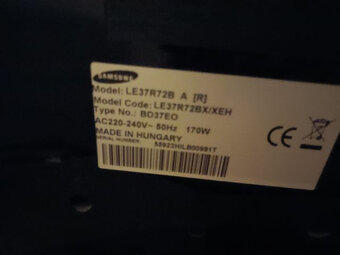 SAMSUNG
Model: LE37R72B A [R]
Model Code: LE37R72BX/XEH
Type No.: BD37EO
AC220-240V~ 50Hz 170W
MADE IN HUNGARY
SERIAL NUMBER:
CE